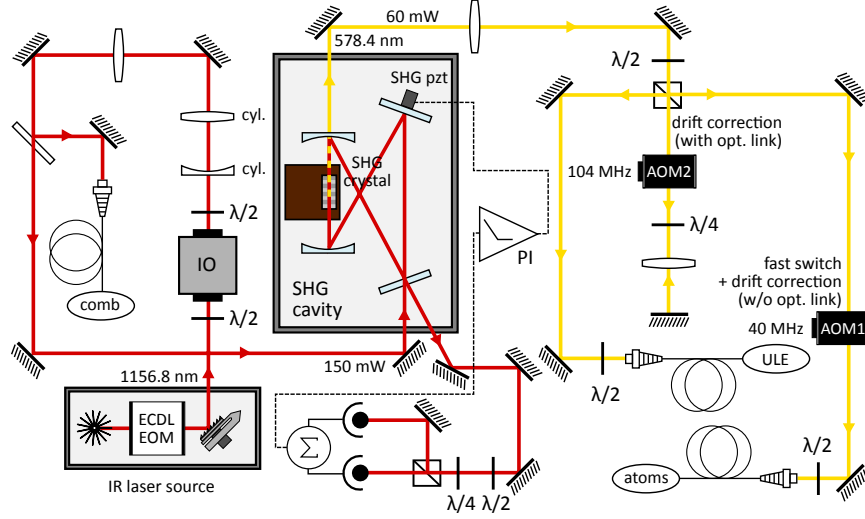 60 mW
578.4 nm
λ/2
SHG pzt
cyl.
drift correction
(with opt. link)
cyl.
SHG
crystal
104 MHz
AOM2
λ/2
λ/4
IO
PI
fast switch
+ drift correction
(w/o opt. link)
SHG
cavity
comb
λ/2
40 MHz
AOM1
150 mW
ULE
1156.8 nm
λ/2
ECDL
EOM
Σ
λ/2
atoms
IR laser source
λ/4
λ/2